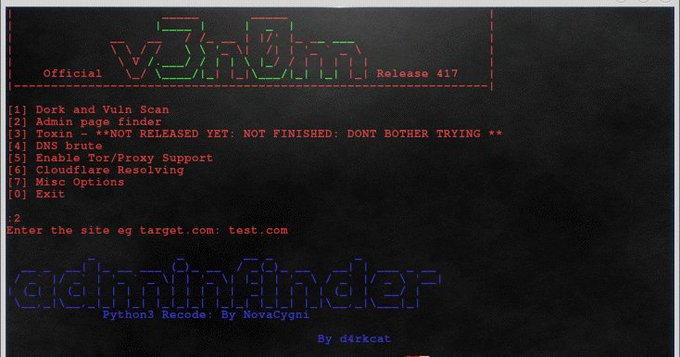 v3n0m
Official Release 417
[1] Dork and Vuln Scan
[2] Admin page finder
[3] Toxin - **NOT RELEASED YET: NOT FINISHED: DONT BOTHER TRYING **
[4] DNS brute
[5] Enable Tor/Proxy Support
[6] Cloudflare Resolving
[7] Misc Options
[0] Exit
:2
Enter the site eg target.com: test.com
adminfinder
Python3 Recode: By NovaCygni
By d4rkcat